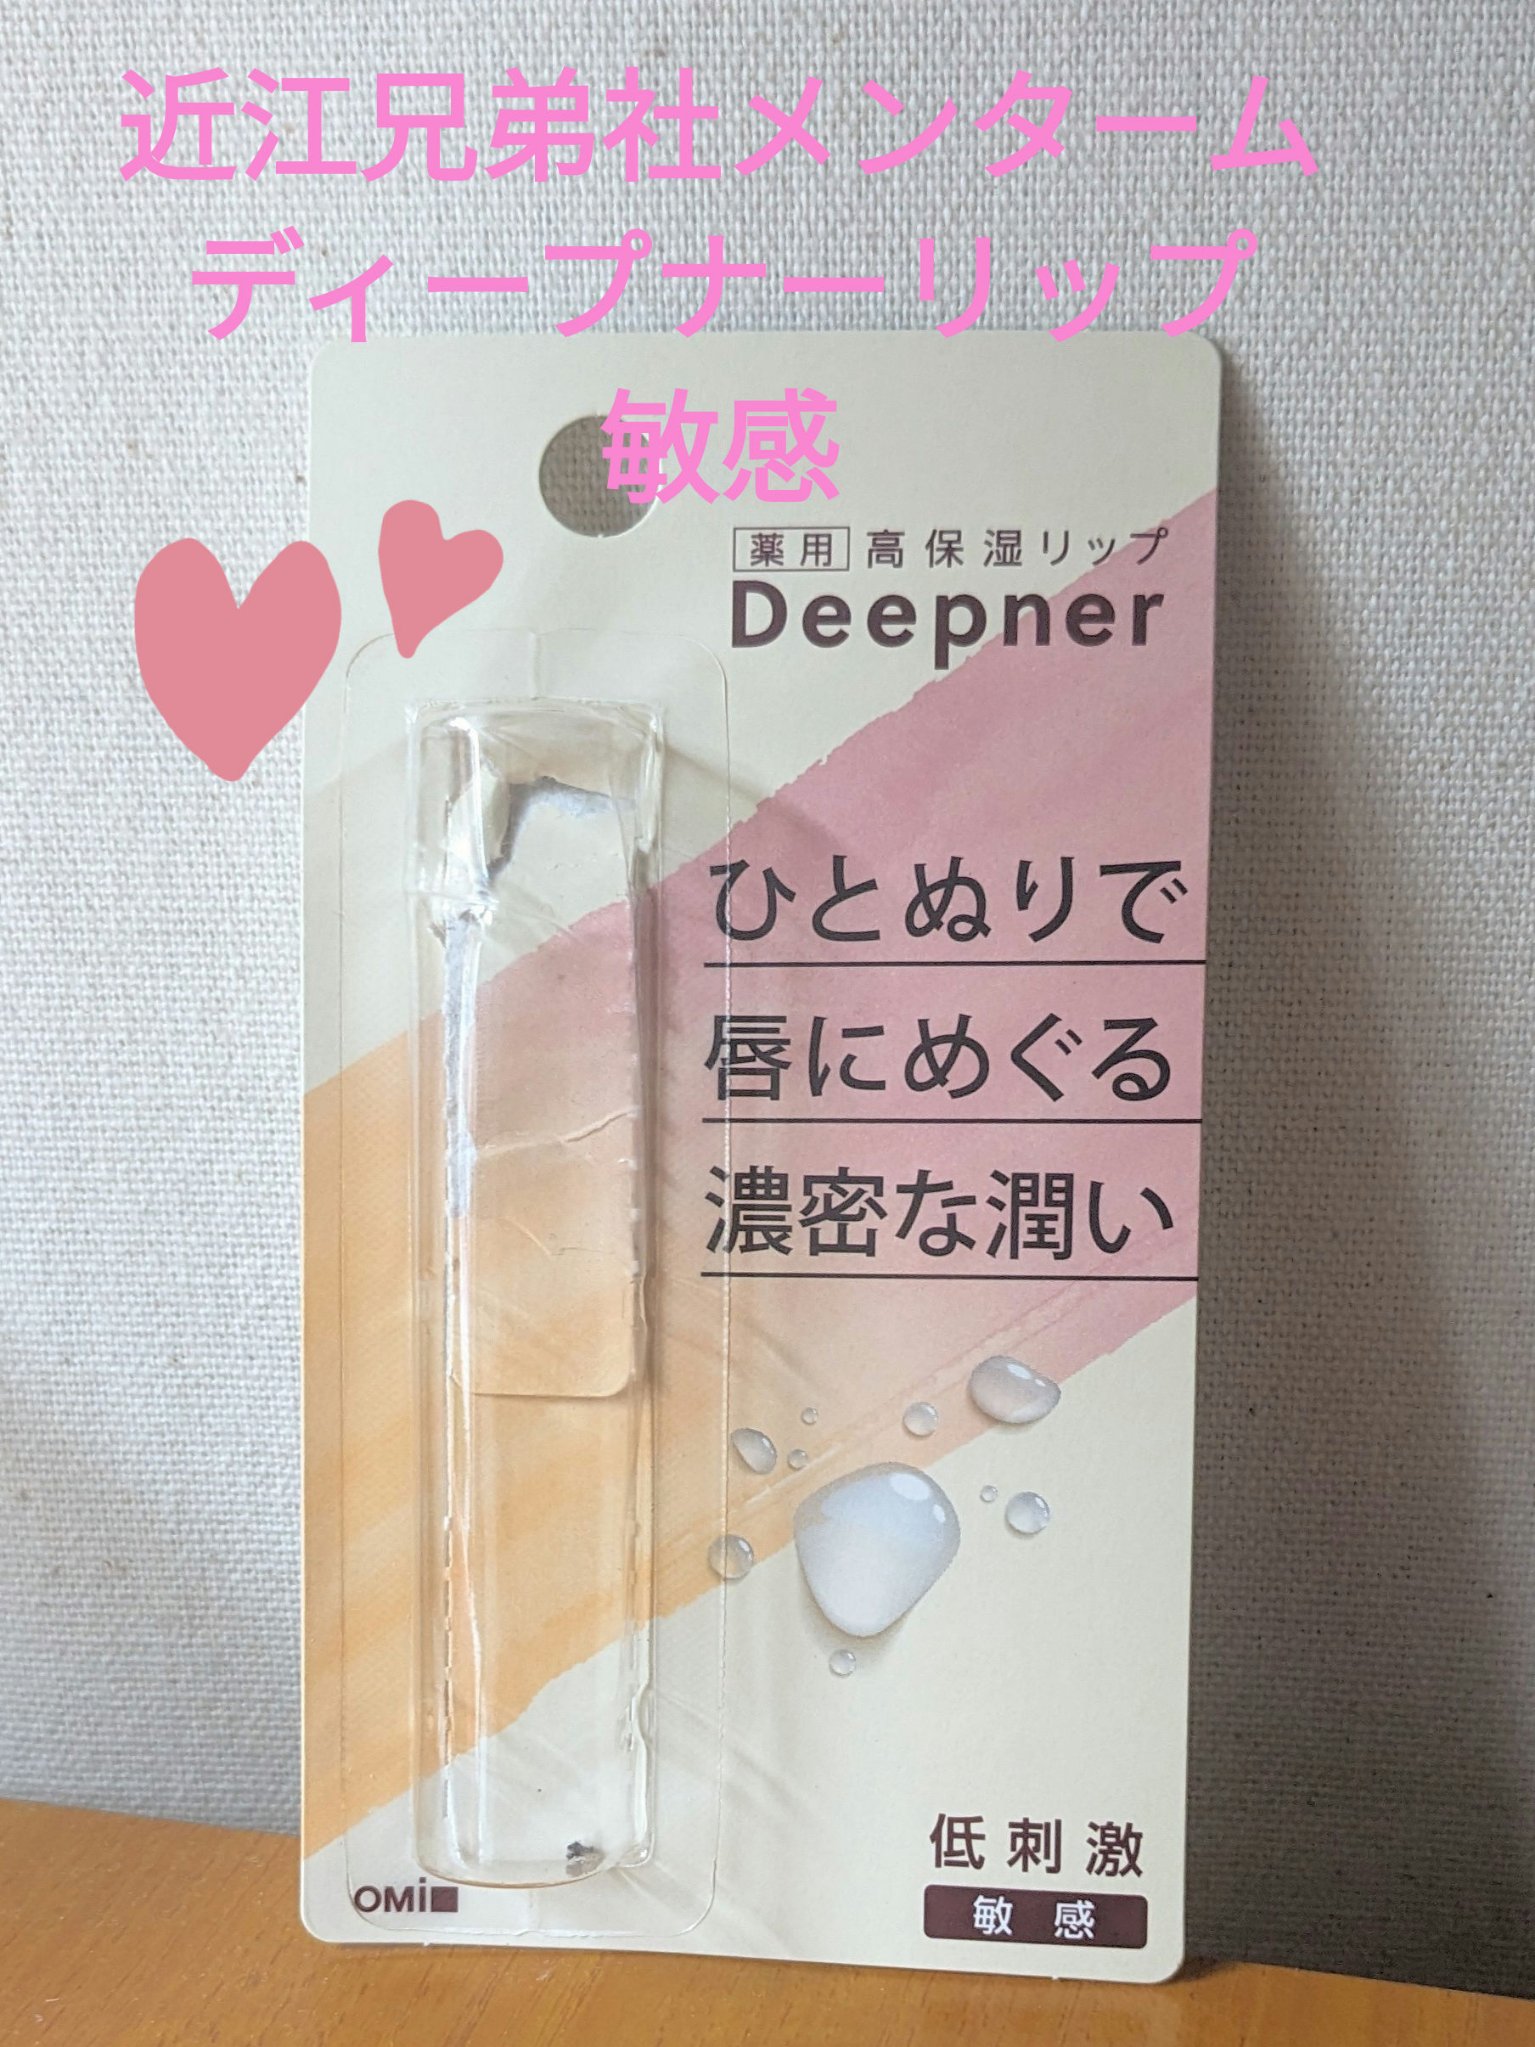 近江兄弟社メンターム
ディープナーリップ
敏感
薬用 高保湿リップ
Deepner
ひとぬりで
唇にめぐる
濃密な潤い
低刺激
敏感
OMi